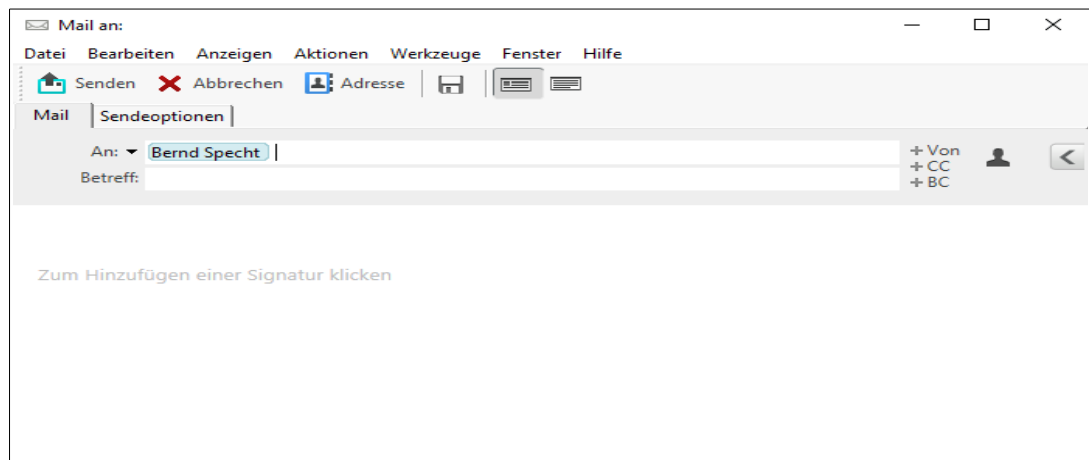 Mail an:
Datei Bearbeiten Anzeigen Aktionen Werkzeuge Fenster Hilfe
Senden Abbrechen Adresse
Mail Sendeoptionen
An: Bernd Specht + Von
+ CC
Betreff: + BC
Zum Hinzufügen einer Signatur klicken